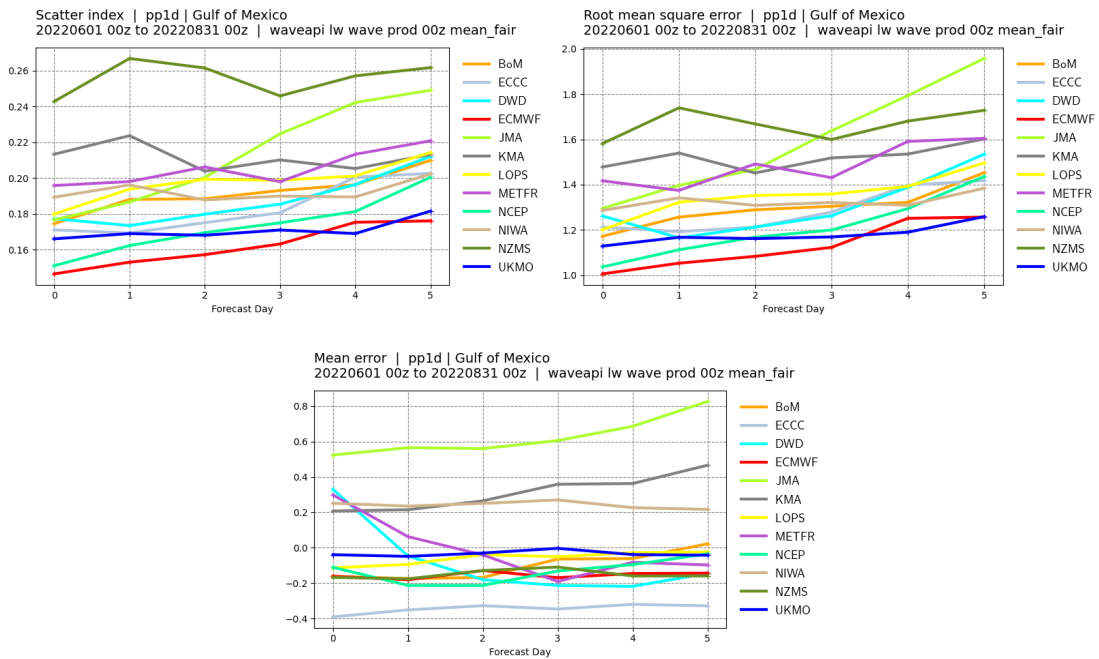 Scatter index | pp1d | Gulf of Mexico
20220601 00z to 20220831 00z | waveapi lw wave prod 00z mean_fair
0.26
0.24
0.22
0.20
0.18
0.16
0 1 2 3 4 5
Forecast Day
BoM
ECCC
DWD
ECMWF
JMA
KMA
LOPS
METFR
NCEP
NIWA
NZMS
UKMO
Root mean square error | pp1d | Gulf of Mexico
20220601 00z to 20220831 00z | waveapi lw wave prod 00z mean_fair
2.0
1.8
1.6
1.4
1.2
1.0
0 1 2 3 4 5
Forecast Day
BoM
ECCC
DWD
ECMWF
JMA
KMA
LOPS
METFR
NCEP
NIWA
NZMS
UKMO
Mean error | pp1d | Gulf of Mexico
20220601 00z to 20220831 00z | waveapi lw wave prod 00z mean_fair
0.8
0.6
0.4
0.2
0.0
−0.2
−0.4
0 1 2 3 4 5
Forecast Day
BoM
ECCC
DWD
ECMWF
JMA
KMA
LOPS
METFR
NCEP
NIWA
NZMS
UKMO